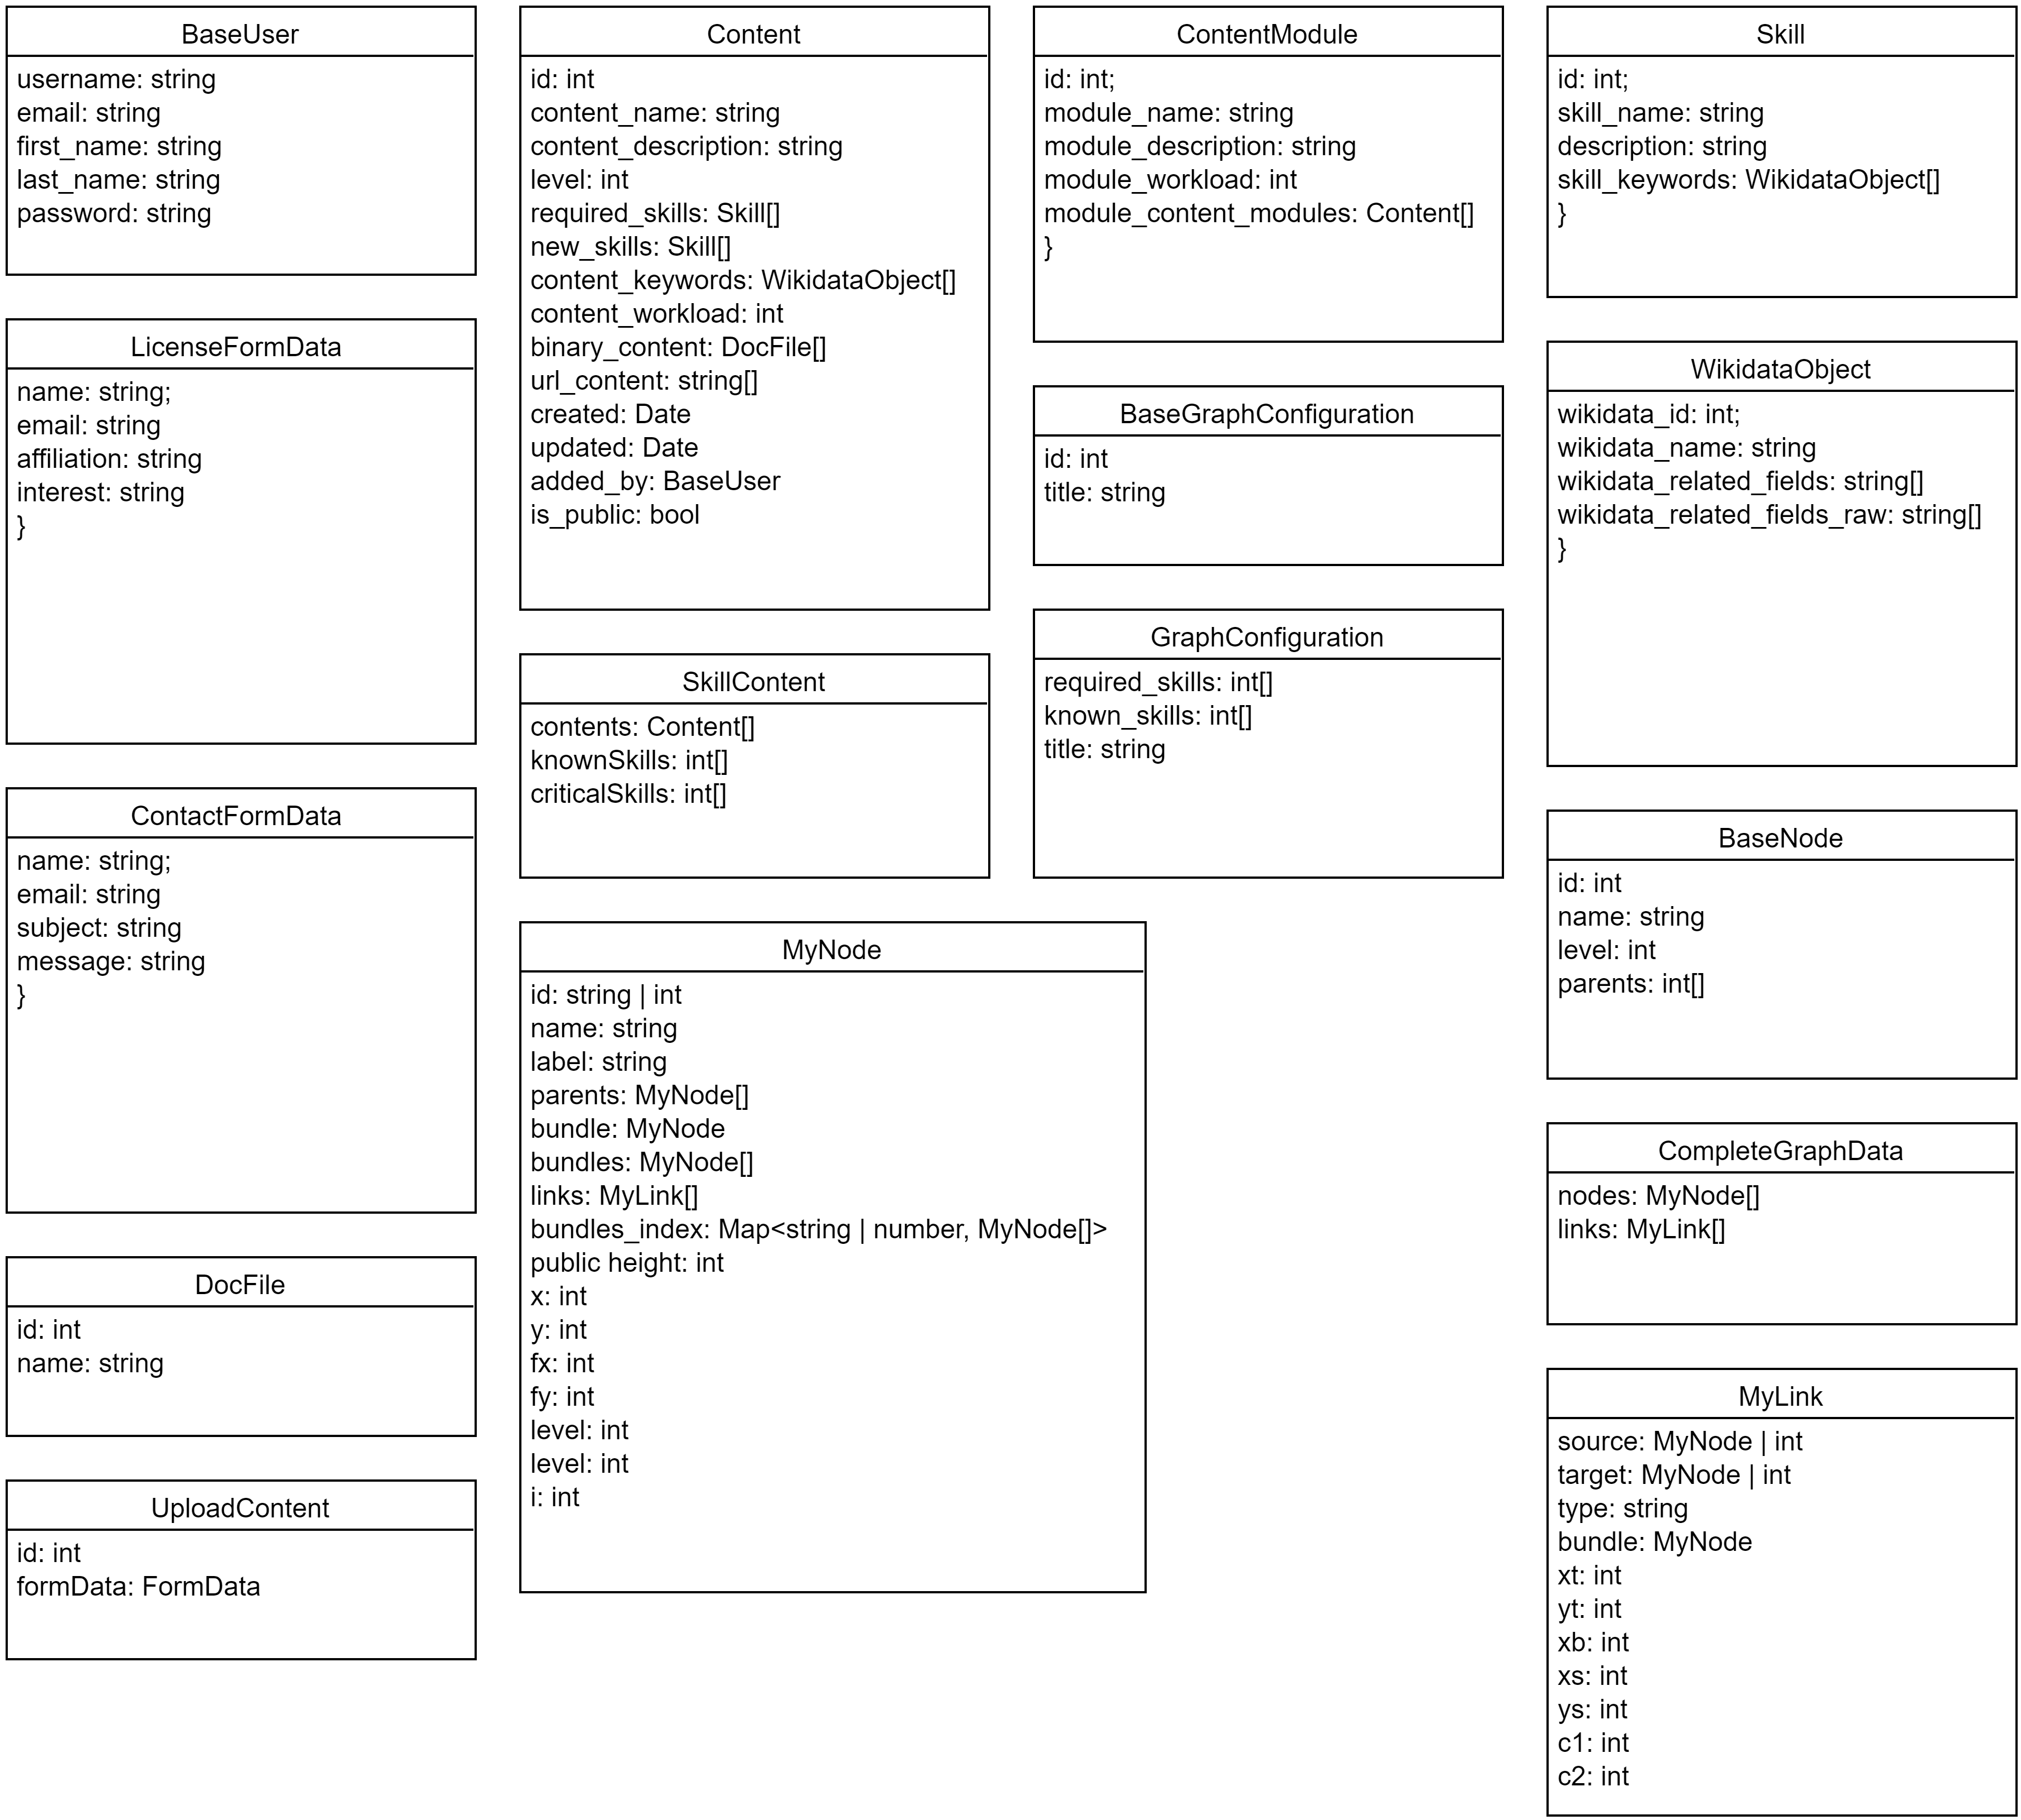 BaseUser
username: string
email: string
first_name: string
last_name: string
password: string
LicenseFormData
name: string;
email: string
affiliation: string
interest: string
}
ContactFormData
name: string;
email: string
subject: string
message: string
}
DocFile
id: int
name: string
UploadContent
id: int
formData: FormData
Content
id: int
content_name: string
content_description: string
level: int
required_skills: Skill[]
new_skills: Skill[]
content_keywords: WikidataObject[]
content_workload: int
binary_content: DocFile[]
url_content: string[]
created: Date
updated: Date
added_by: BaseUser
is_public: bool
SkillContent
contents: Content[]
knownSkills: int[]
criticalSkills: int[]
MyNode
id: string | int
name: string
label: string
parents: MyNode[]
bundle: MyNode
bundles: MyNode[]
links: MyLink[]
bundles_index: Map<string | number, MyNode[]>
public height: int
x: int
y: int
fx: int
fy: int
level: int
level: int
i: int
ContentModule
id: int;
module_name: string
module_description: string
module_workload: int
module_content_modules: Content[]
}
BaseGraphConfiguration
id: int
title: string
GraphConfiguration
required_skills: int[]
known_skills: int[]
title: string
Skill
id: int;
skill_name: string
description: string
skill_keywords: WikidataObject[]
}
WikidataObject
wikidata_id: int;
wikidata_name: string
wikidata_related_fields: string[]
wikidata_related_fields_raw: string[]
}
BaseNode
id: int
name: string
level: int
parents: int[]
CompleteGraphData
nodes: MyNode[]
links: MyLink[]
MyLink
source: MyNode | int
target: MyNode | int
type: string
bundle: MyNode
xt: int
yt: int
xb: int
xs: int
ys: int
c1: int
c2: int